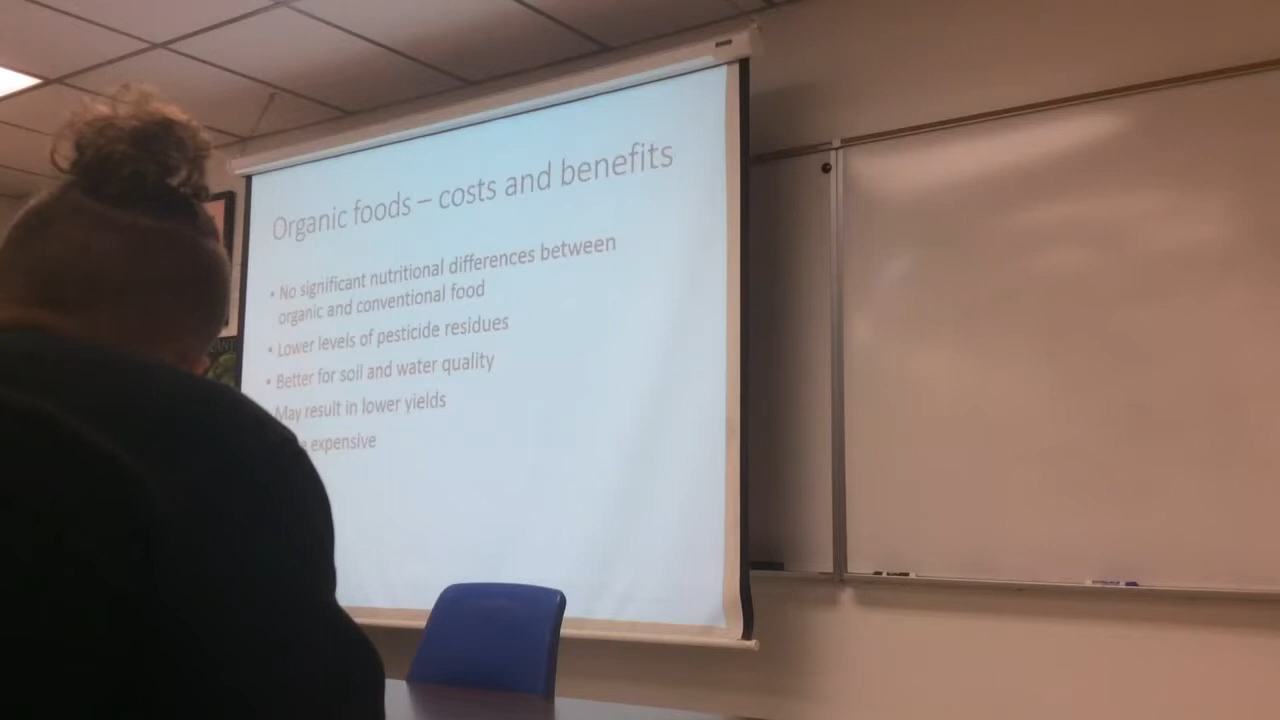 Organic foods – costs and benefits
• No significant nutritional differences between
organic and conventional food
• Lower levels of pesticide residues
• Better for soil and water quality
May result in lower yields
expensive